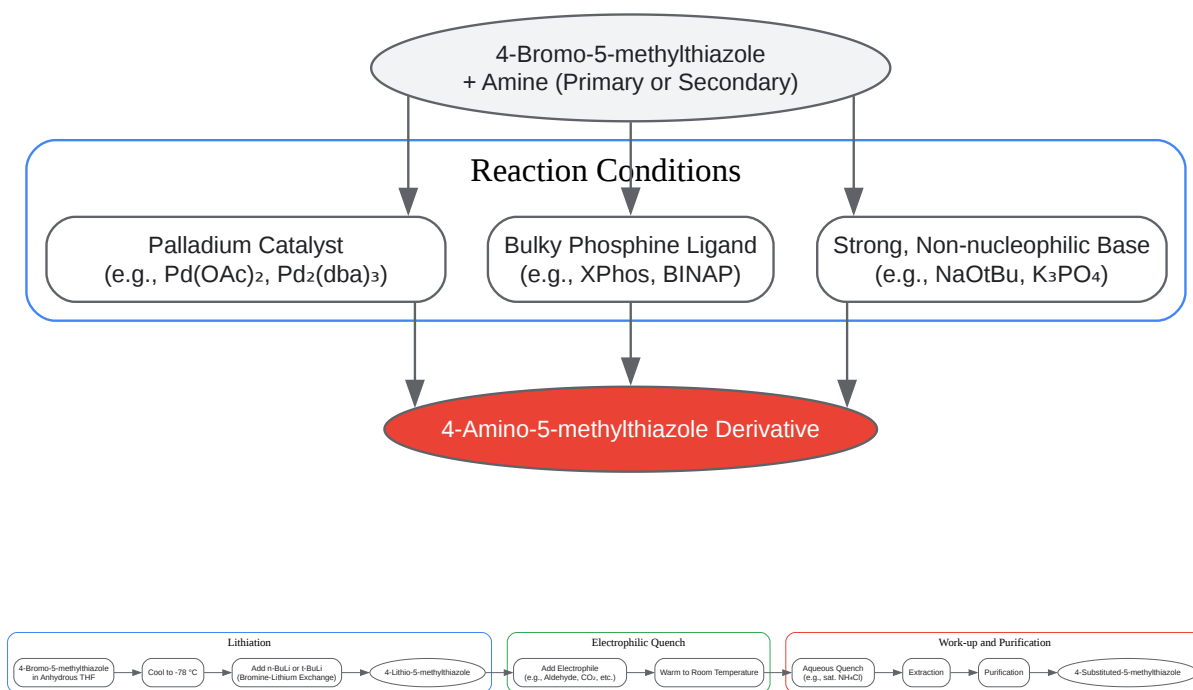 4-Bromo-5-methylthiazole
+ Amine (Primary or Secondary)
Reaction Conditions
Palladium Catalyst
(e.g., Pd(OAc)₂, Pd₂(dba)₃)
Bulky Phosphine Ligand
(e.g., XPhos, BINAP)
Strong, Non-nucleophilic Base
(e.g., NaOtBu, K₃PO₄)
4-Amino-5-methylthiazole Derivative
Lithiation
4-Bromo-5-methylthiazole
in Anhydrous THF
Cool to -78 °C
Add n-BuLi or t-BuLi
(Bromine-Lithium Exchange)
4-Lithio-5-methylthiazole
Electrophilic Quench
Add Electrophile
(e.g., Aldehyde, CO₂, etc.)
Warm to Room Temperature
Work-up and Purification
Aqueous Quench
(e.g., sat. NH₄Cl)
Extraction
Purification
4-Substituted-5-methylthiazole